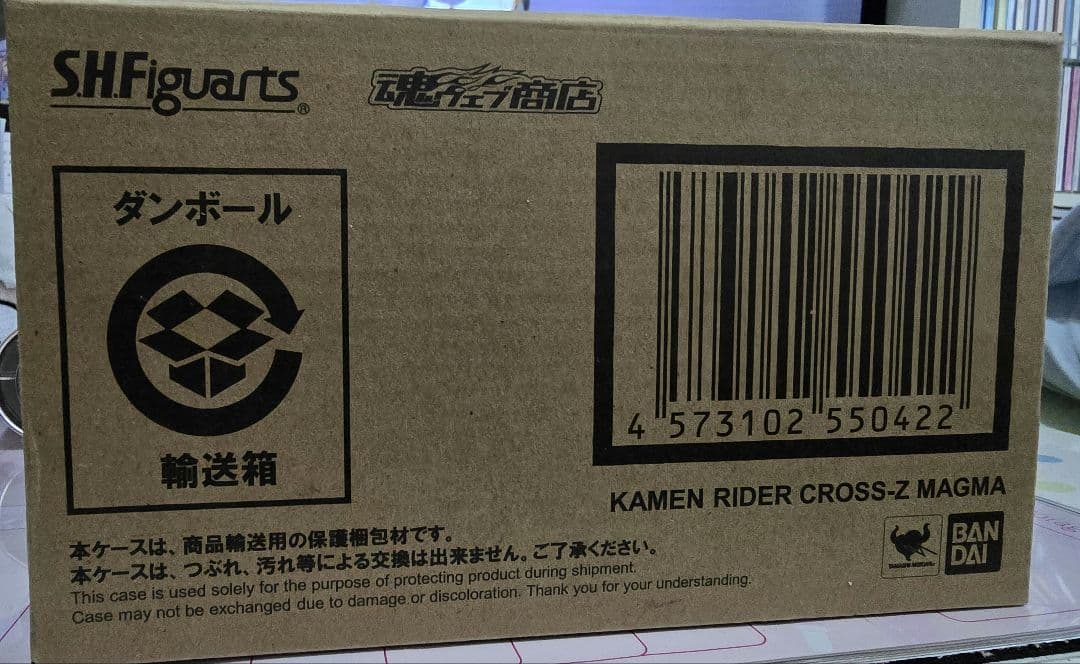 S.H.Figuarts®
魂ウェブ商店
ダンボール
輸送箱
4 573102 550422
KAMEN RIDER CROSS-Z MAGMA
本ケースは、商品輸送用の保護梱包材です。
本ケースは、つぶれ、汚れ等による交換は出来ません。ご了承ください。
This case is used solely for the purpose of protecting product during shipment.
Case may not be exchanged due to damage or discoloration. Thank you for your understanding.
TAMASHII NATIONS
BAN
DAI